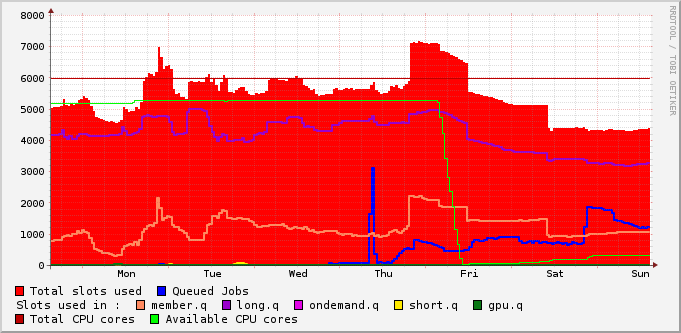 8000
7000
6000
5000
4000
3000
2000
1000
0
Mon Tue Wed Thu Fri Sat Sun
RRDTOOL / TOBI OETIKER
Total slots used Queued Jobs
Slots used in : member.q long.q ondemand.q short.q gpu.q
Total CPU cores Available CPU cores